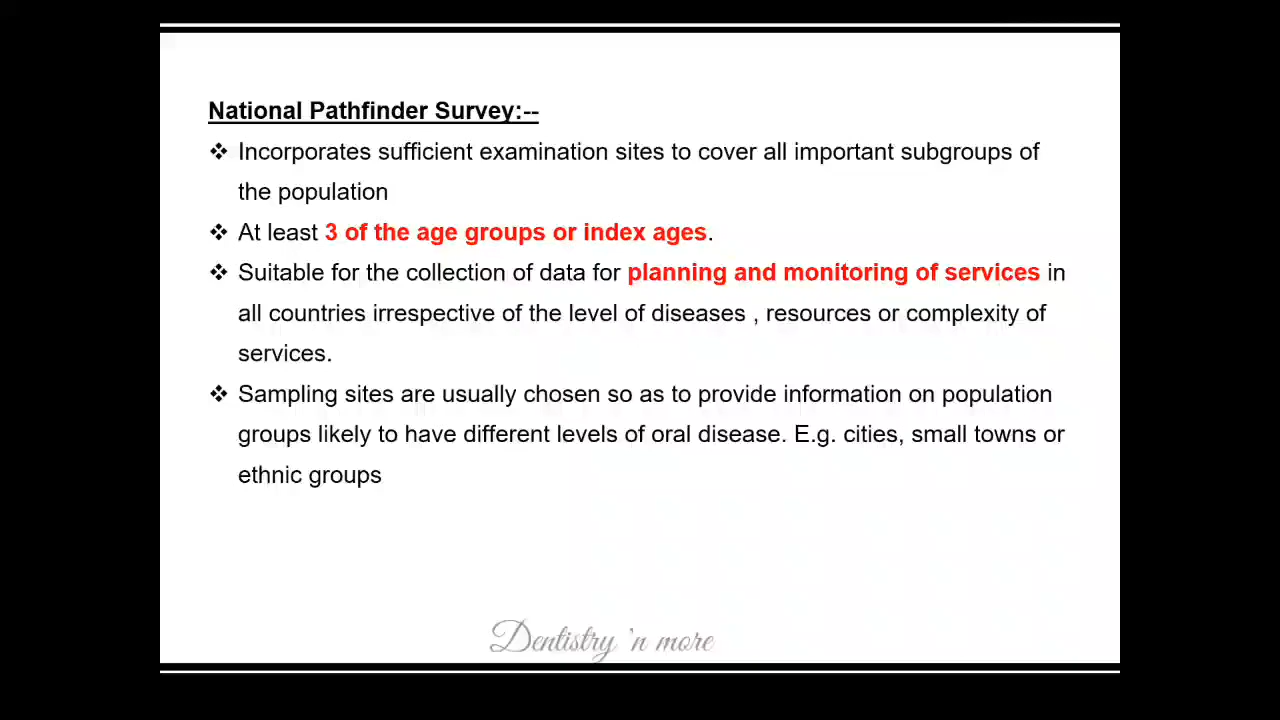 National Pathfinder Survey:--
❖ Incorporates sufficient examination sites to cover all important subgroups of
the population
❖ At least 3 of the age groups or index ages.
❖ Suitable for the collection of data for planning and monitoring of services in
all countries irrespective of the level of diseases , resources or complexity of
services.
❖ Sampling sites are usually chosen so as to provide information on population
groups likely to have different levels of oral disease. E.g. cities, small towns or
ethnic groups
Dentistry 'n more